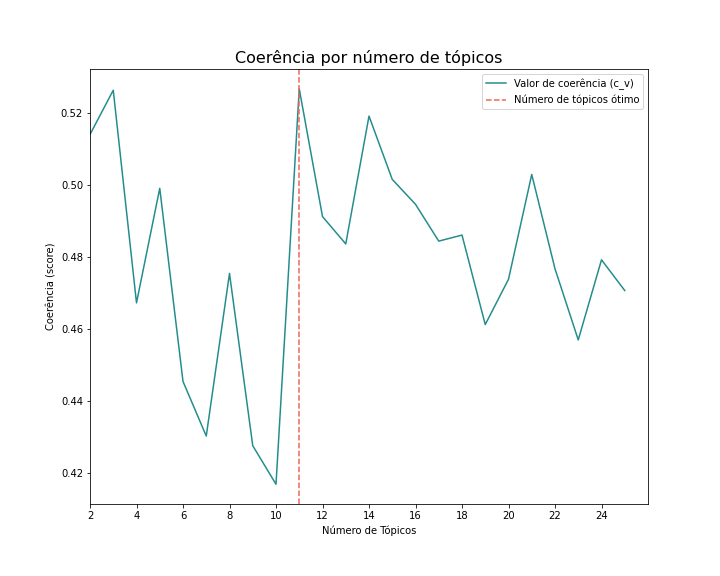 Coerência por número de tópicos
Valor de coerência (c_v)
Número de tópicos ótimo
0.52
0.50
0.48
0.46
0.44
0.42
Coerência (score)
2 4 6 8 10 12 14 16 18 20 22 24
Número de Tópicos